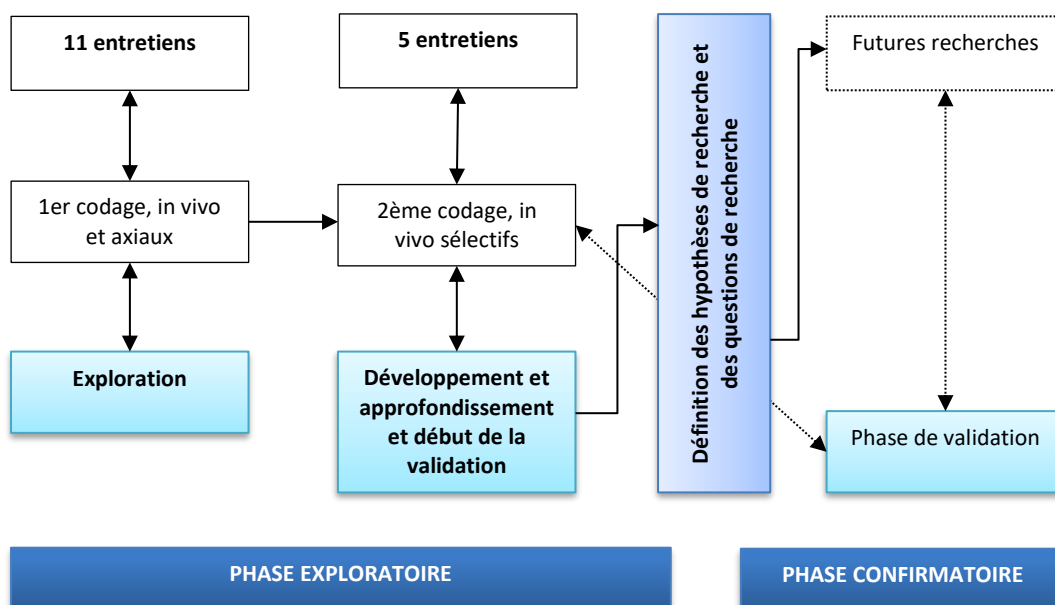 11 entretiens
5 entretiens
Futures recherches
1er codage, in vivo
et axiaux
2ème codage, in
vivo sélectifs
Définition des hypothèses de recherche et
des questions de recherche
Exploration
Développement et
approfondissement
et début de la
validation
Phase de validation
PHASE EXPLORATOIRE
PHASE CONFIRMATOIRE